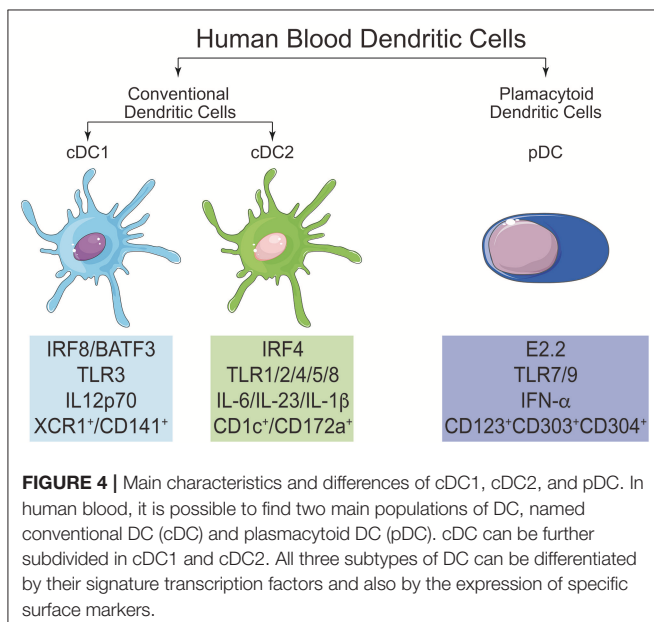 Human Blood Dendritic Cells
Conventional
Dendritic Cells
Plamacytoid
Dendritic Cells
cDC1
cDC2
pDC
IRF8/BATF3
TLR3
IL12p70
XCR1⁺/CD141⁺
IRF4
TLR1/2/4/5/8
IL-6/IL-23/IL-1β
CD1c⁺/CD172a⁺
E2.2
TLR7/9
IFN-α
CD123⁺CD303⁺CD304⁺
FIGURE 4 | Main characteristics and differences of cDC1, cDC2, and pDC. In
human blood, it is possible to find two main populations of DC, named
conventional DC (cDC) and plasmacytoid DC (pDC). cDC can be further
subdivided in cDC1 and cDC2. All three subtypes of DC can be differentiated
by their signature transcription factors and also by the expression of specific
surface markers.